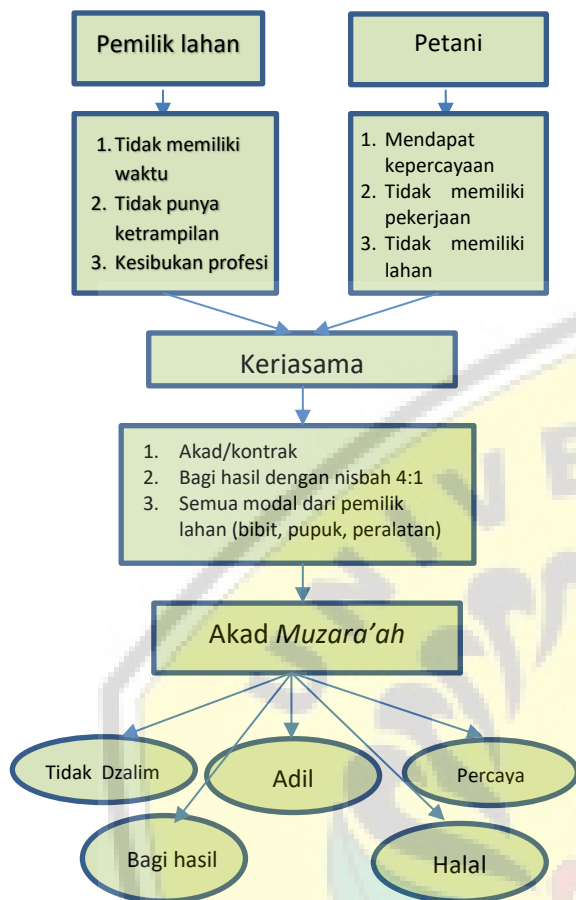 Pemilik lahan
Petani
1. Tidak memiliki
waktu
2. Tidak punya
ketrampilan
3. Kesibukan profesi
1. Mendapat
kepercayaan
2. Tidak memiliki
pekerjaan
3. Tidak memiliki
lahan
Kerjasama
1. Akad/kontrak
2. Bagi hasil dengan nisbah 4:1
3. Semua modal dari pemilik
lahan (bibit, pupuk, peralatan)
Akad Muzara’ah
Tidak Dzalim
Adil
Percaya
Bagi hasil
Halal
UNIVE